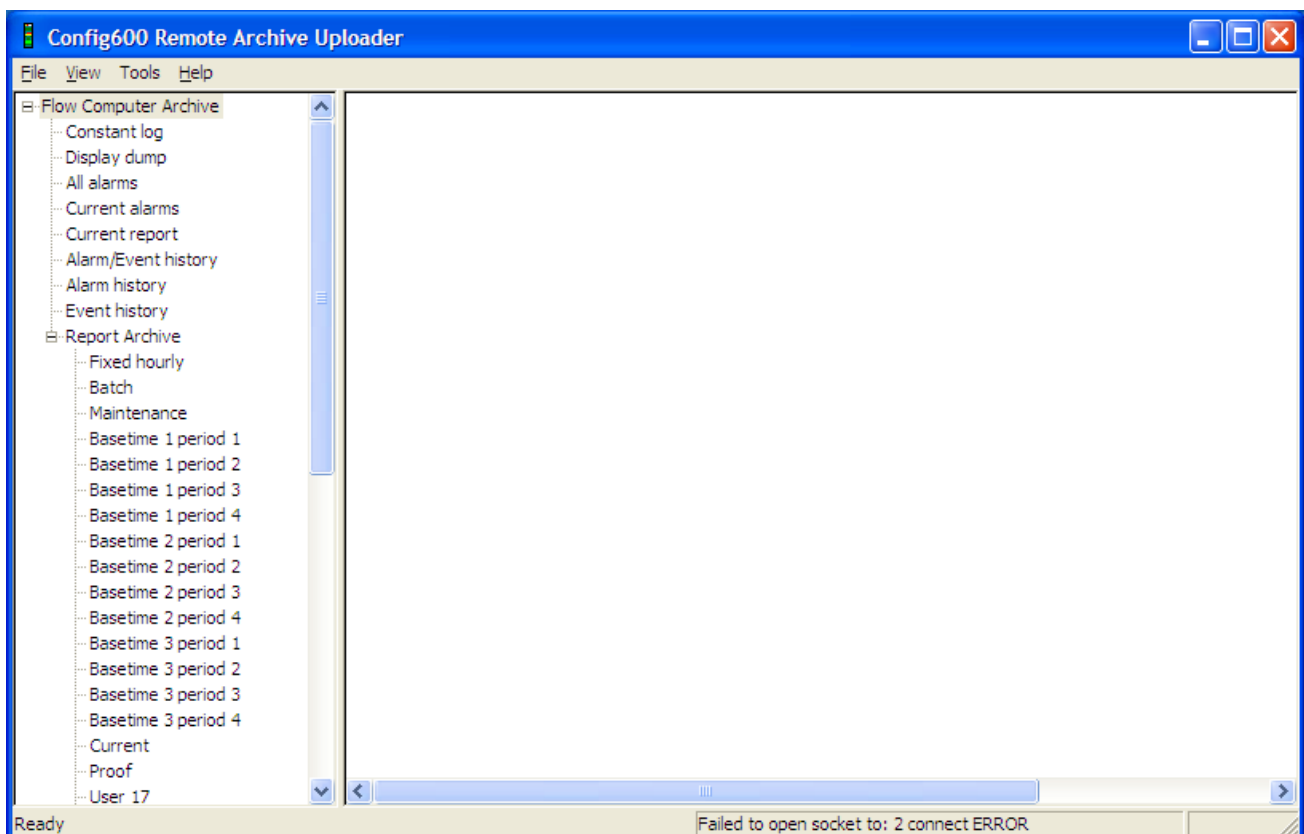 Config600 Remote Archive Uploader
File View Tools Help
Flow Computer Archive
Constant log
Display dump
All alarms
Current alarms
Current report
Alarm/Event history
Alarm history
Event history
Report Archive
Fixed hourly
Batch
Maintenance
Basetime 1 period 1
Basetime 1 period 2
Basetime 1 period 3
Basetime 1 period 4
Basetime 2 period 1
Basetime 2 period 2
Basetime 2 period 3
Basetime 2 period 4
Basetime 3 period 1
Basetime 3 period 2
Basetime 3 period 3
Basetime 3 period 4
Current
Proof
User 17
Ready Failed to open socket to: 2 connect ERROR